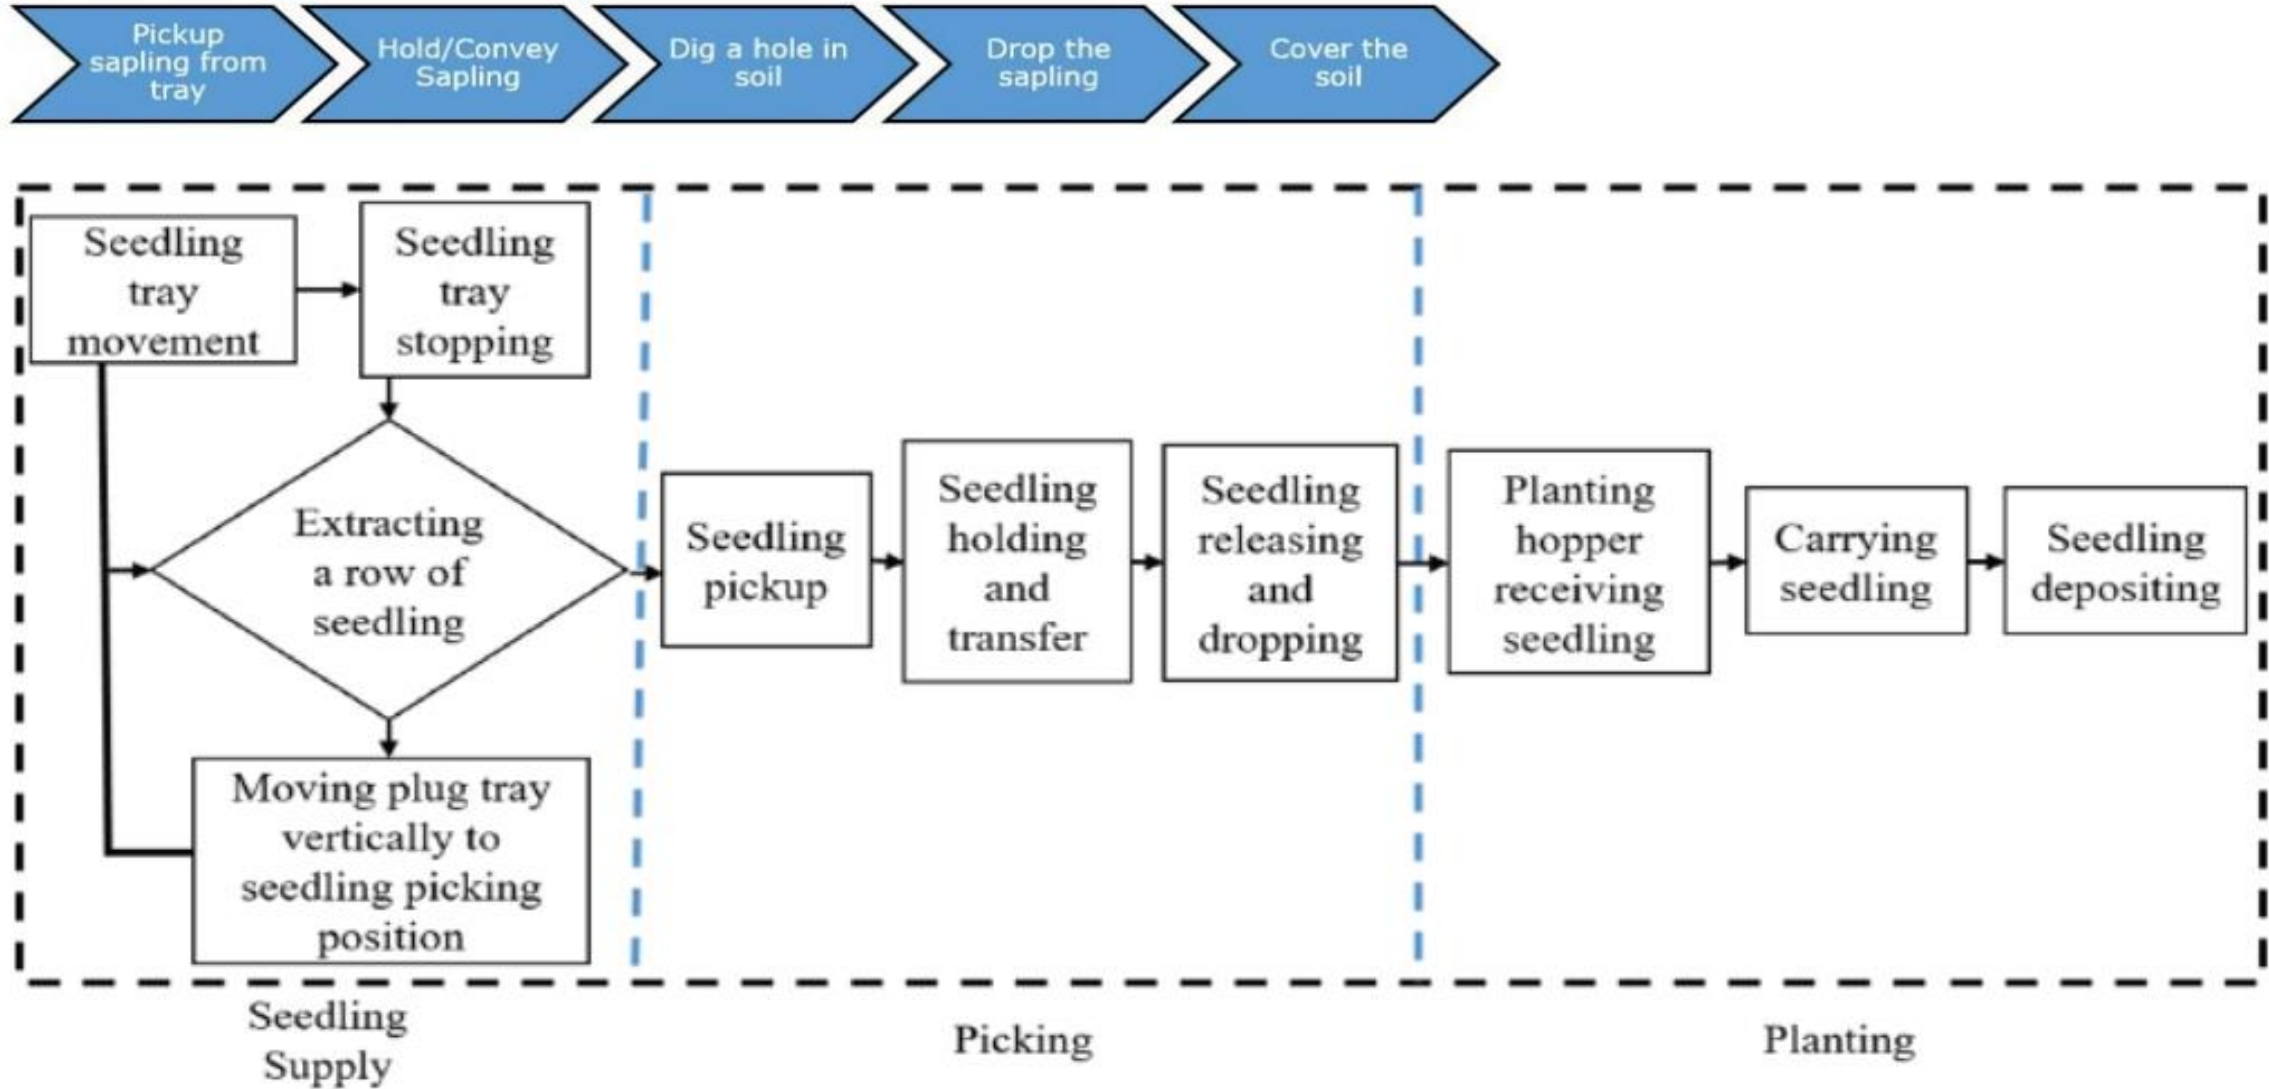 Pickup
sapling from
tray
Hold/Convey
Sapling
Dig a hole in
soil
Drop the
sapling
Cover the
soil
Seedling
tray
movement
Seedling
tray
stopping
Extracting
a row of
seedling
Moving plug tray
vertically to
seedling picking
position
Seedling
pickup
Seedling
holding
and
transfer
Seedling
releasing
and
dropping
Planting
hopper
receiving
seedling
Carrying
seedling
Seedling
depositing
Seedling
Supply
Picking
Planting